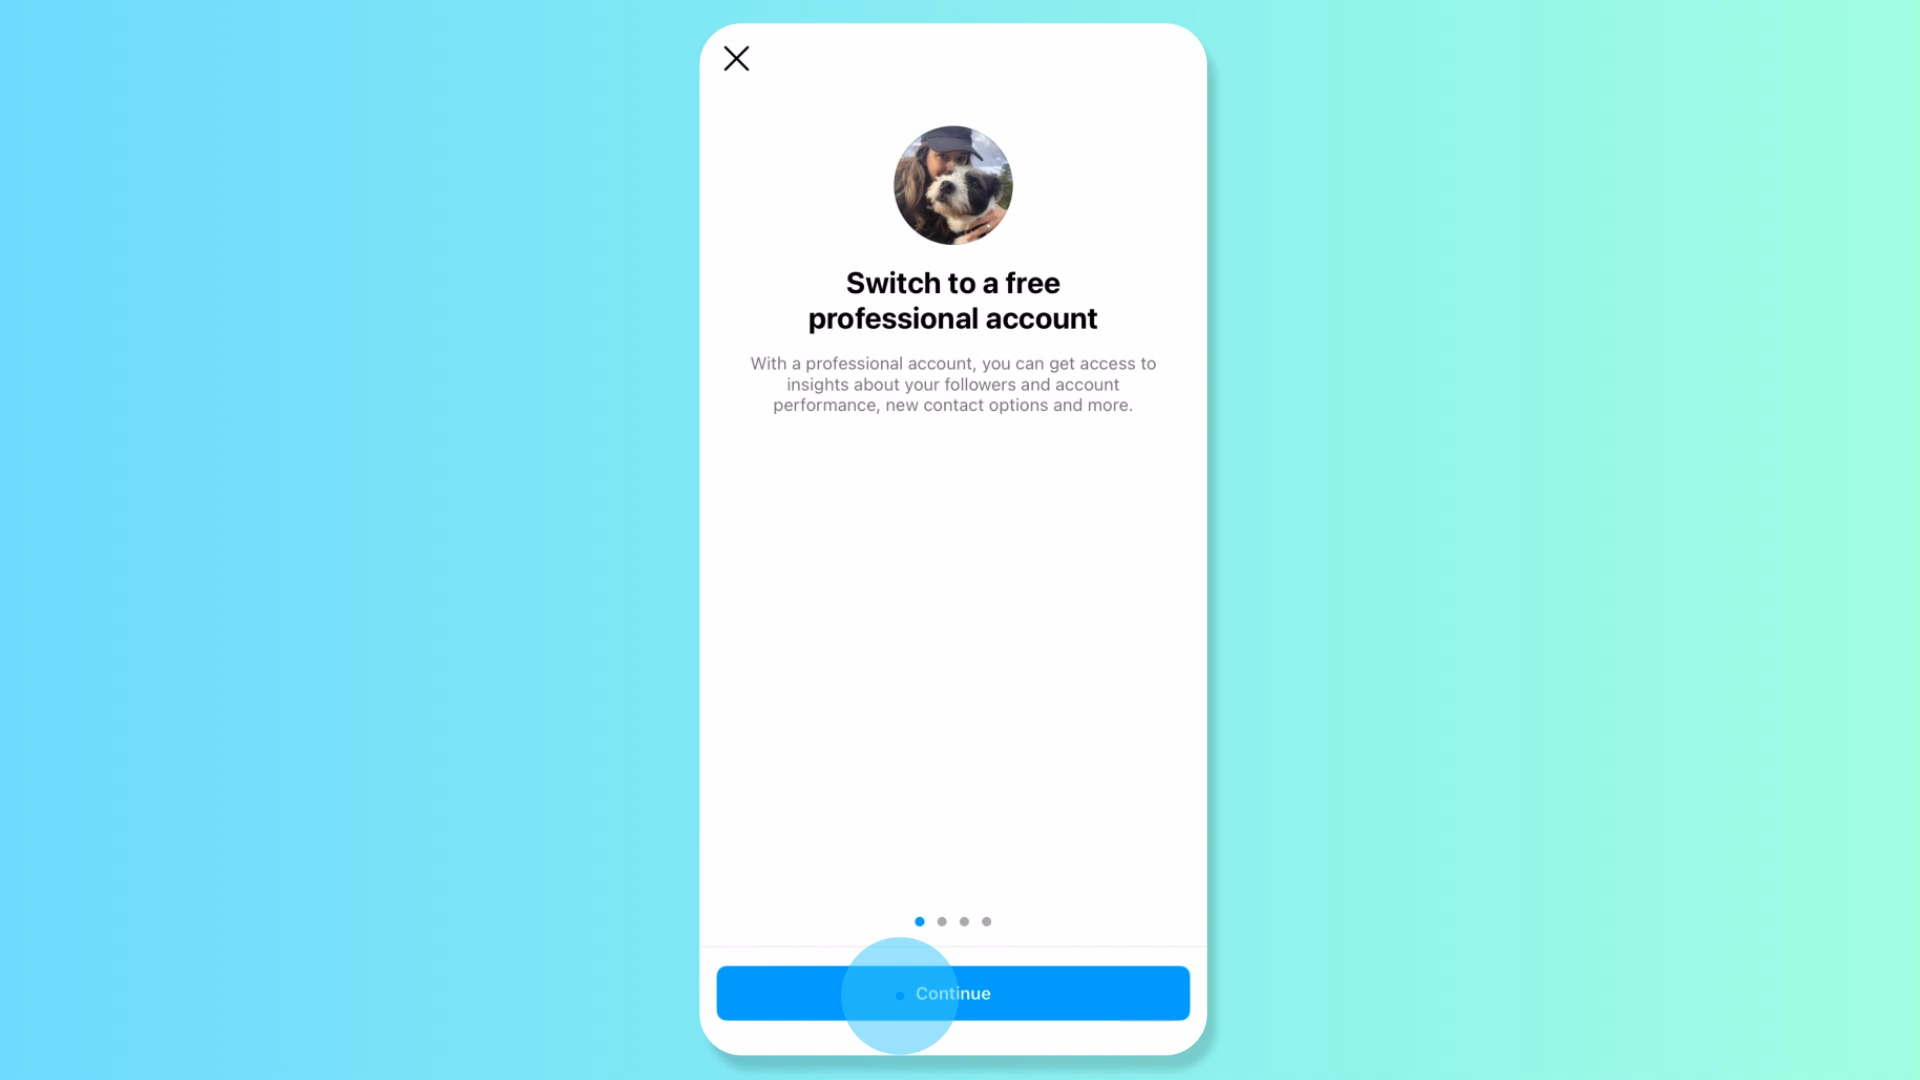 Switch to a free
professional account
With a professional account, you can get access to
insights about your followers and account
performance, new contact options and more.
Continue